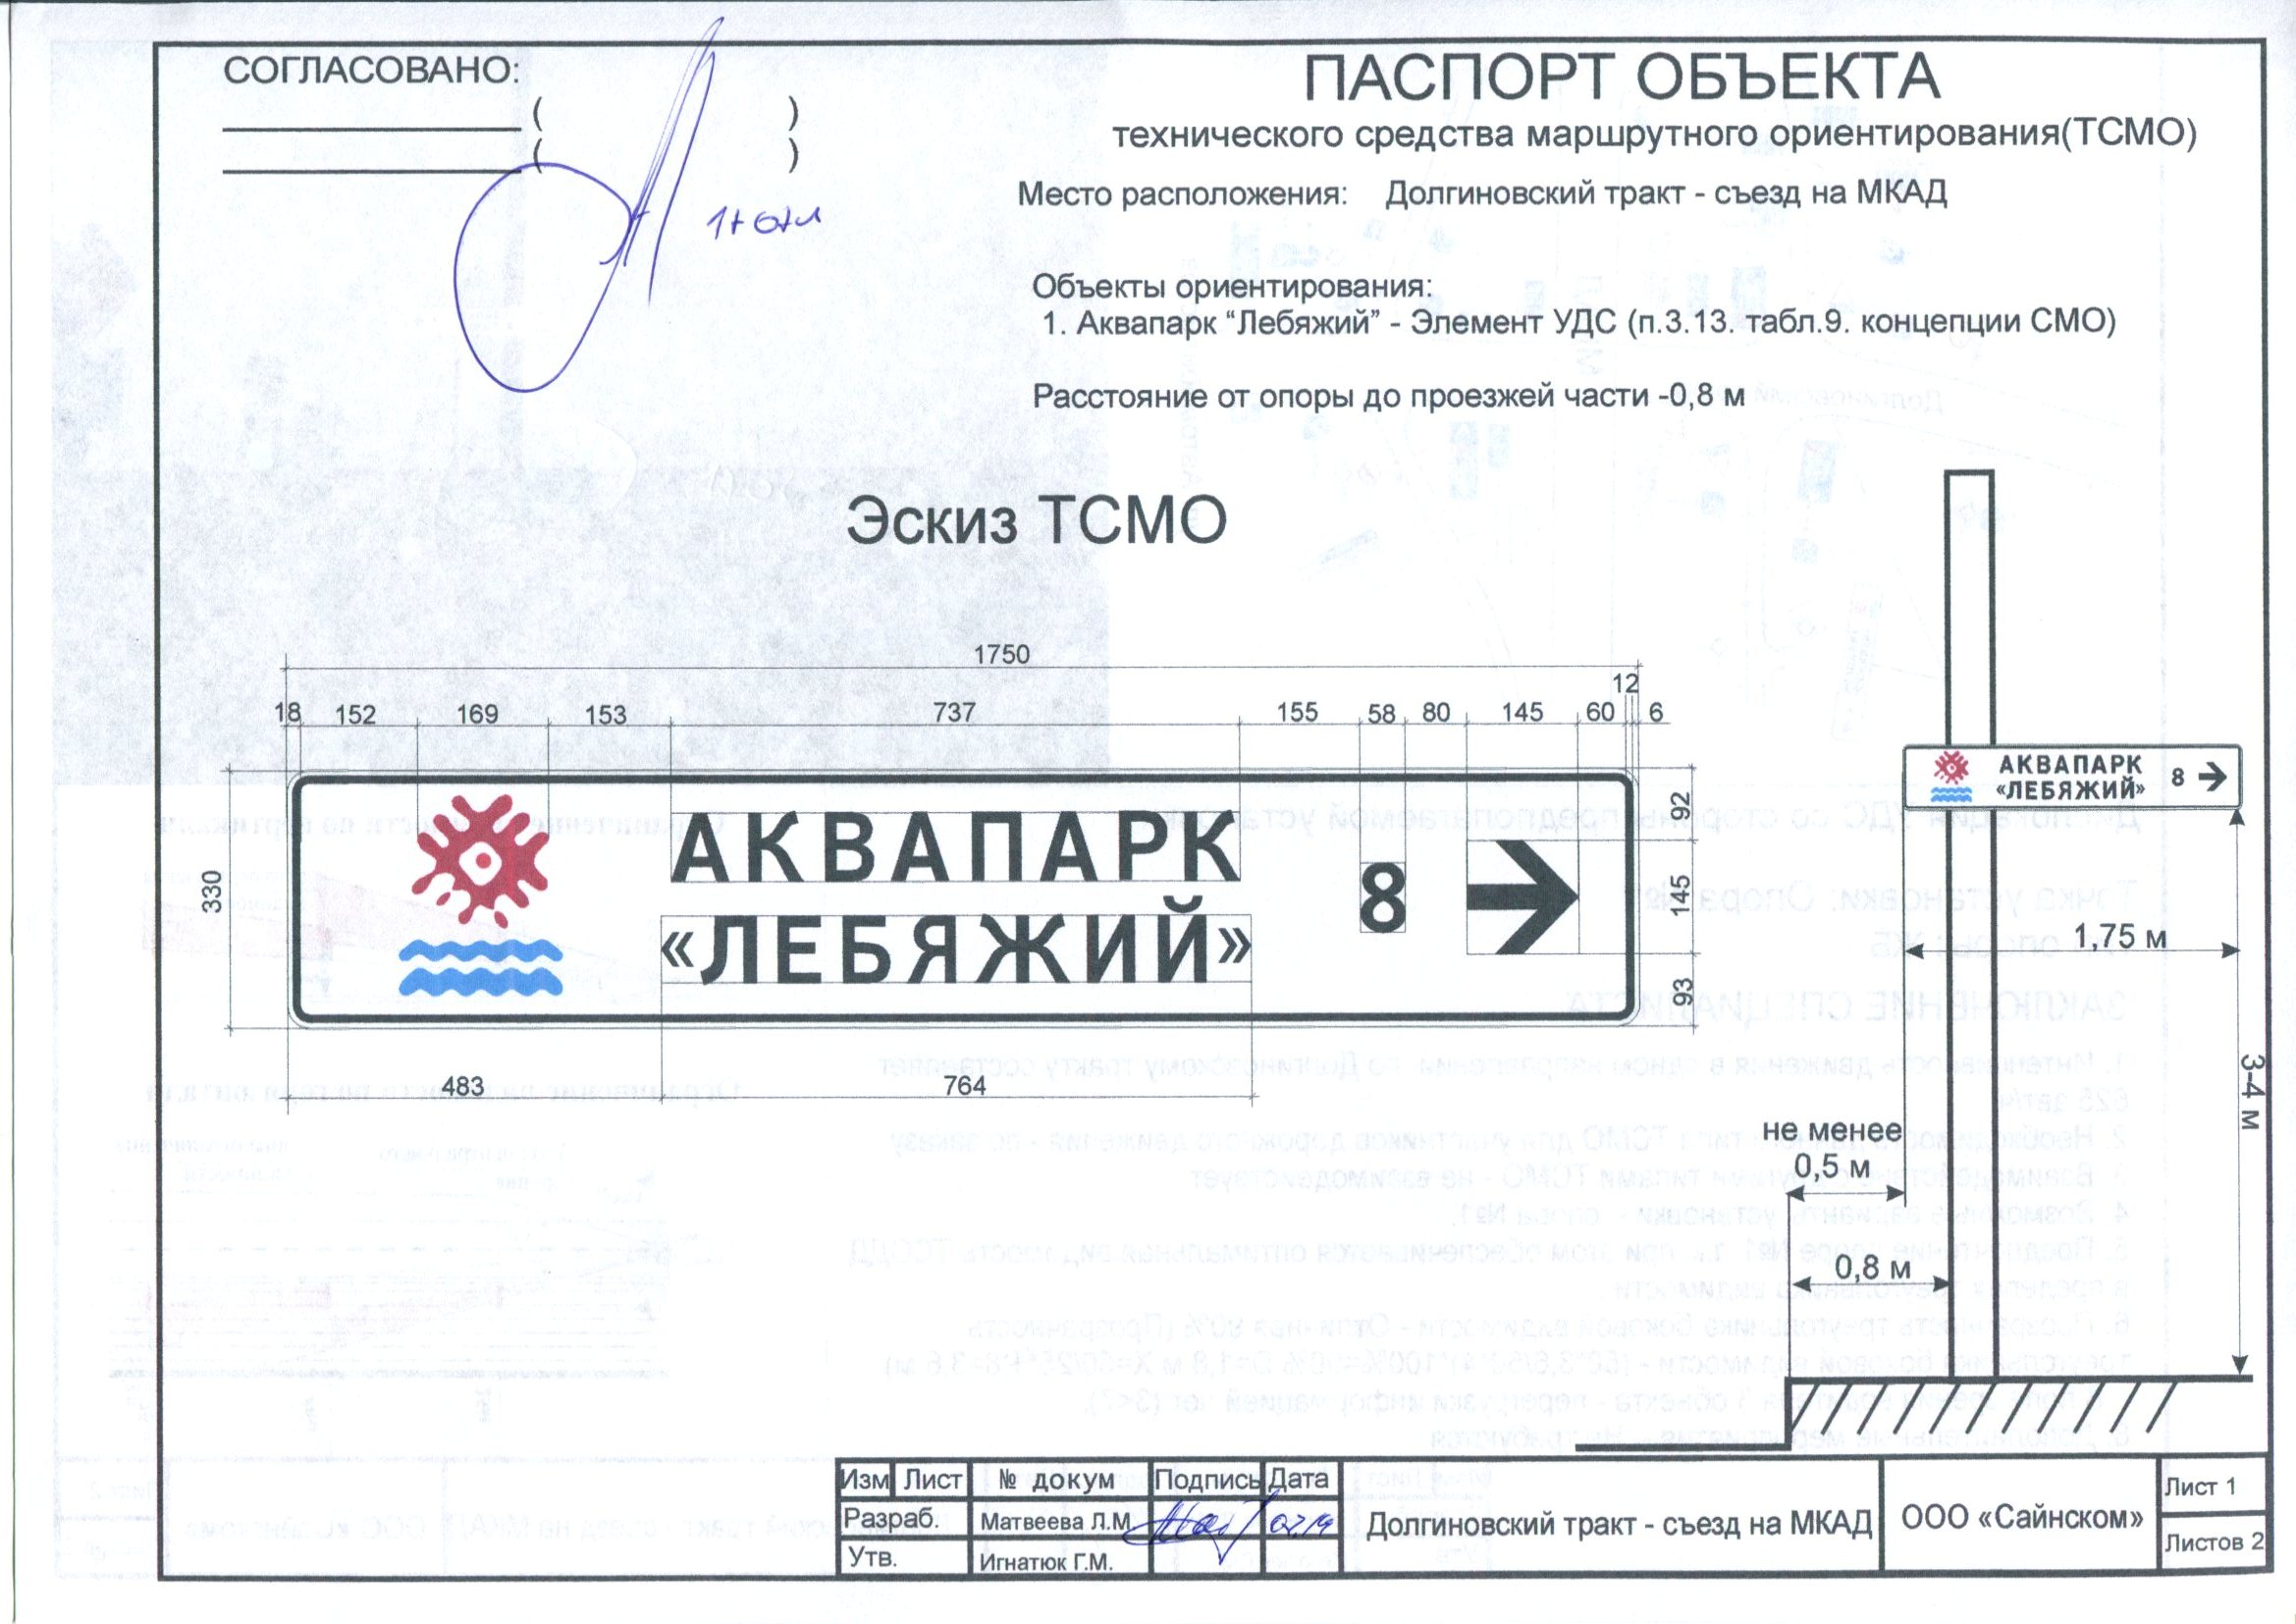 СОГЛАСОВАНО:
( )
( )
ПАСПОРТ ОБЪЕКТА
технического средства маршрутного ориентирования(ТСМО)
Место расположения: Долгиновский тракт - съезд на МКАД
Объекты ориентирования:
1. Аквапарк “Лебяжий” - Элемент УДС (п.3.13. табл.9. концепции СМО)
Расстояние от опоры до проезжей части -0,8 м
Эскиз ТСМО
1750
12
18 152 169 153 737 155 58 80 145 60 6
330
АКВАПАРК
«ЛЕБЯЖИЙ»
8
92
145
93
483 764
АКВАПАРК
«ЛЕБЯЖИЙ»
8
1,75 м
3-4 м
не менее
0,5 м
0,8 м
Изм Лист № докум Подпись Дата
Разраб. Матвеева Л.М.
Утв. Игнатюк Г.М.
Долгиновский тракт - съезд на МКАД
ООО «Сайнском»
Лист 1
Листов 2